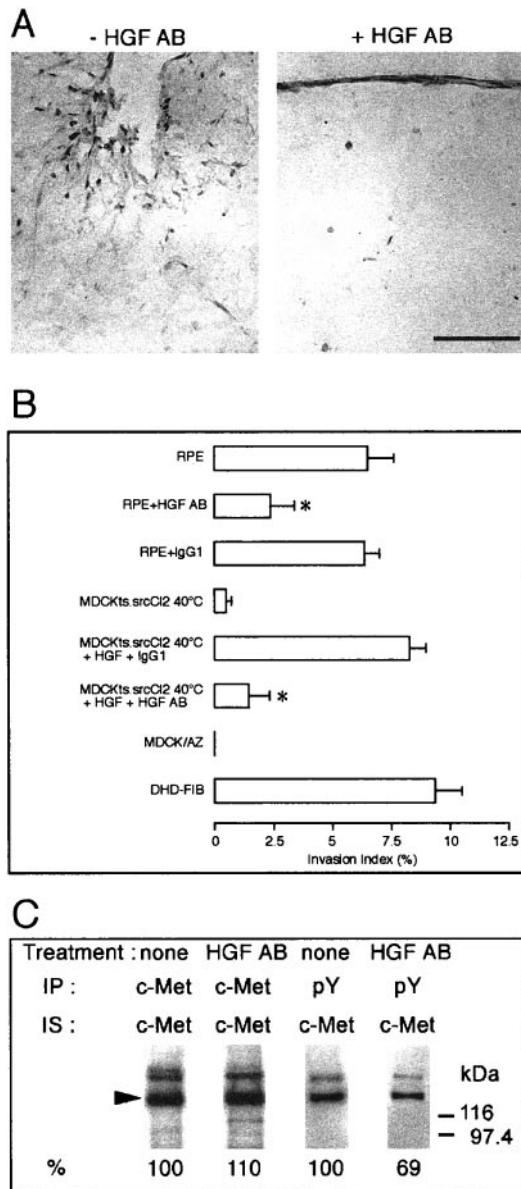 A
- HGF AB
+ HGF AB
B
RPE
RPE+HGF AB
*
RPE+IgG1
MDCKts.srcCl2 40°C
MDCKts.srcCl2 40°C
+ HGF + IgG1
MDCKts.srcCl2 40°C
+ HGF + HGF AB
*
MDCK/AZ
DHD-FIB
0 2.5 5 7.5 10 12.5
Invasion Index (%)
C
Treatment : none HGF AB none HGF AB
IP : c-Met c-Met pY pY
IS : c-Met c-Met c-Met c-Met
kDa
116
97.4
% 100 110 100 69